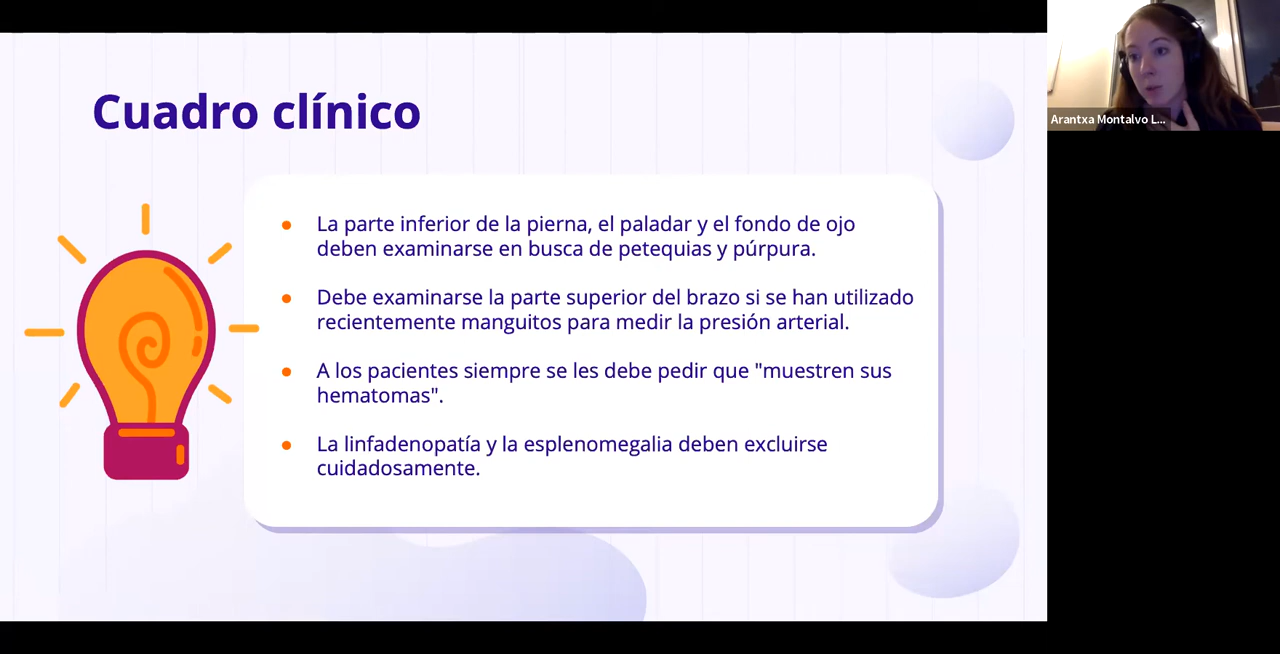 Cuadro clínico
La parte inferior de la pierna, el paladar y el fondo de ojo
deben examinarse en busca de petequias y púrpura.
Debe examinarse la parte superior del brazo si se han utilizado
recientemente manguitos para medir la presión arterial.
A los pacientes siempre se les debe pedir que "muestren sus
hematomas".
La linfadenopatía y la esplenomegalia deben excluirse
cuidadosamente.
Arantxa Montalvo L...